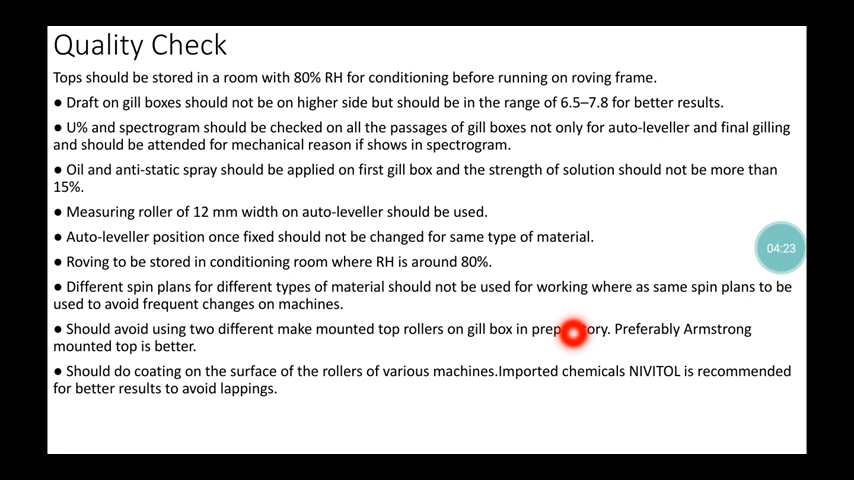 Quality Check
Tops should be stored in a room with 80% RH for conditioning before running on roving frame.
● Draft on gill boxes should not be on higher side but should be in the range of 6.5–7.8 for better results.
● U% and spectrogram should be checked on all the passages of gill boxes not only for auto-leveller and final gilling
and should be attended for mechanical reason if shows in spectrogram.
● Oil and anti-static spray should be applied on first gill box and the strength of solution should not be more than
15%.
● Measuring roller of 12 mm width on auto-leveller should be used.
● Auto-leveller position once fixed should not be changed for same type of material.
04:23
● Roving to be stored in conditioning room where RH is around 80%.
● Different spin plans for different types of material should not be used for working where as same spin plans to be
used to avoid frequent changes on machines.
● Should avoid using two different make mounted top rollers on gill box in Preferably Armstrong
mounted top is better.
● Should do coating on the surface of the rollers of various machines.Imported chemicals NIVITOL is recommended
for better results to avoid lappings.